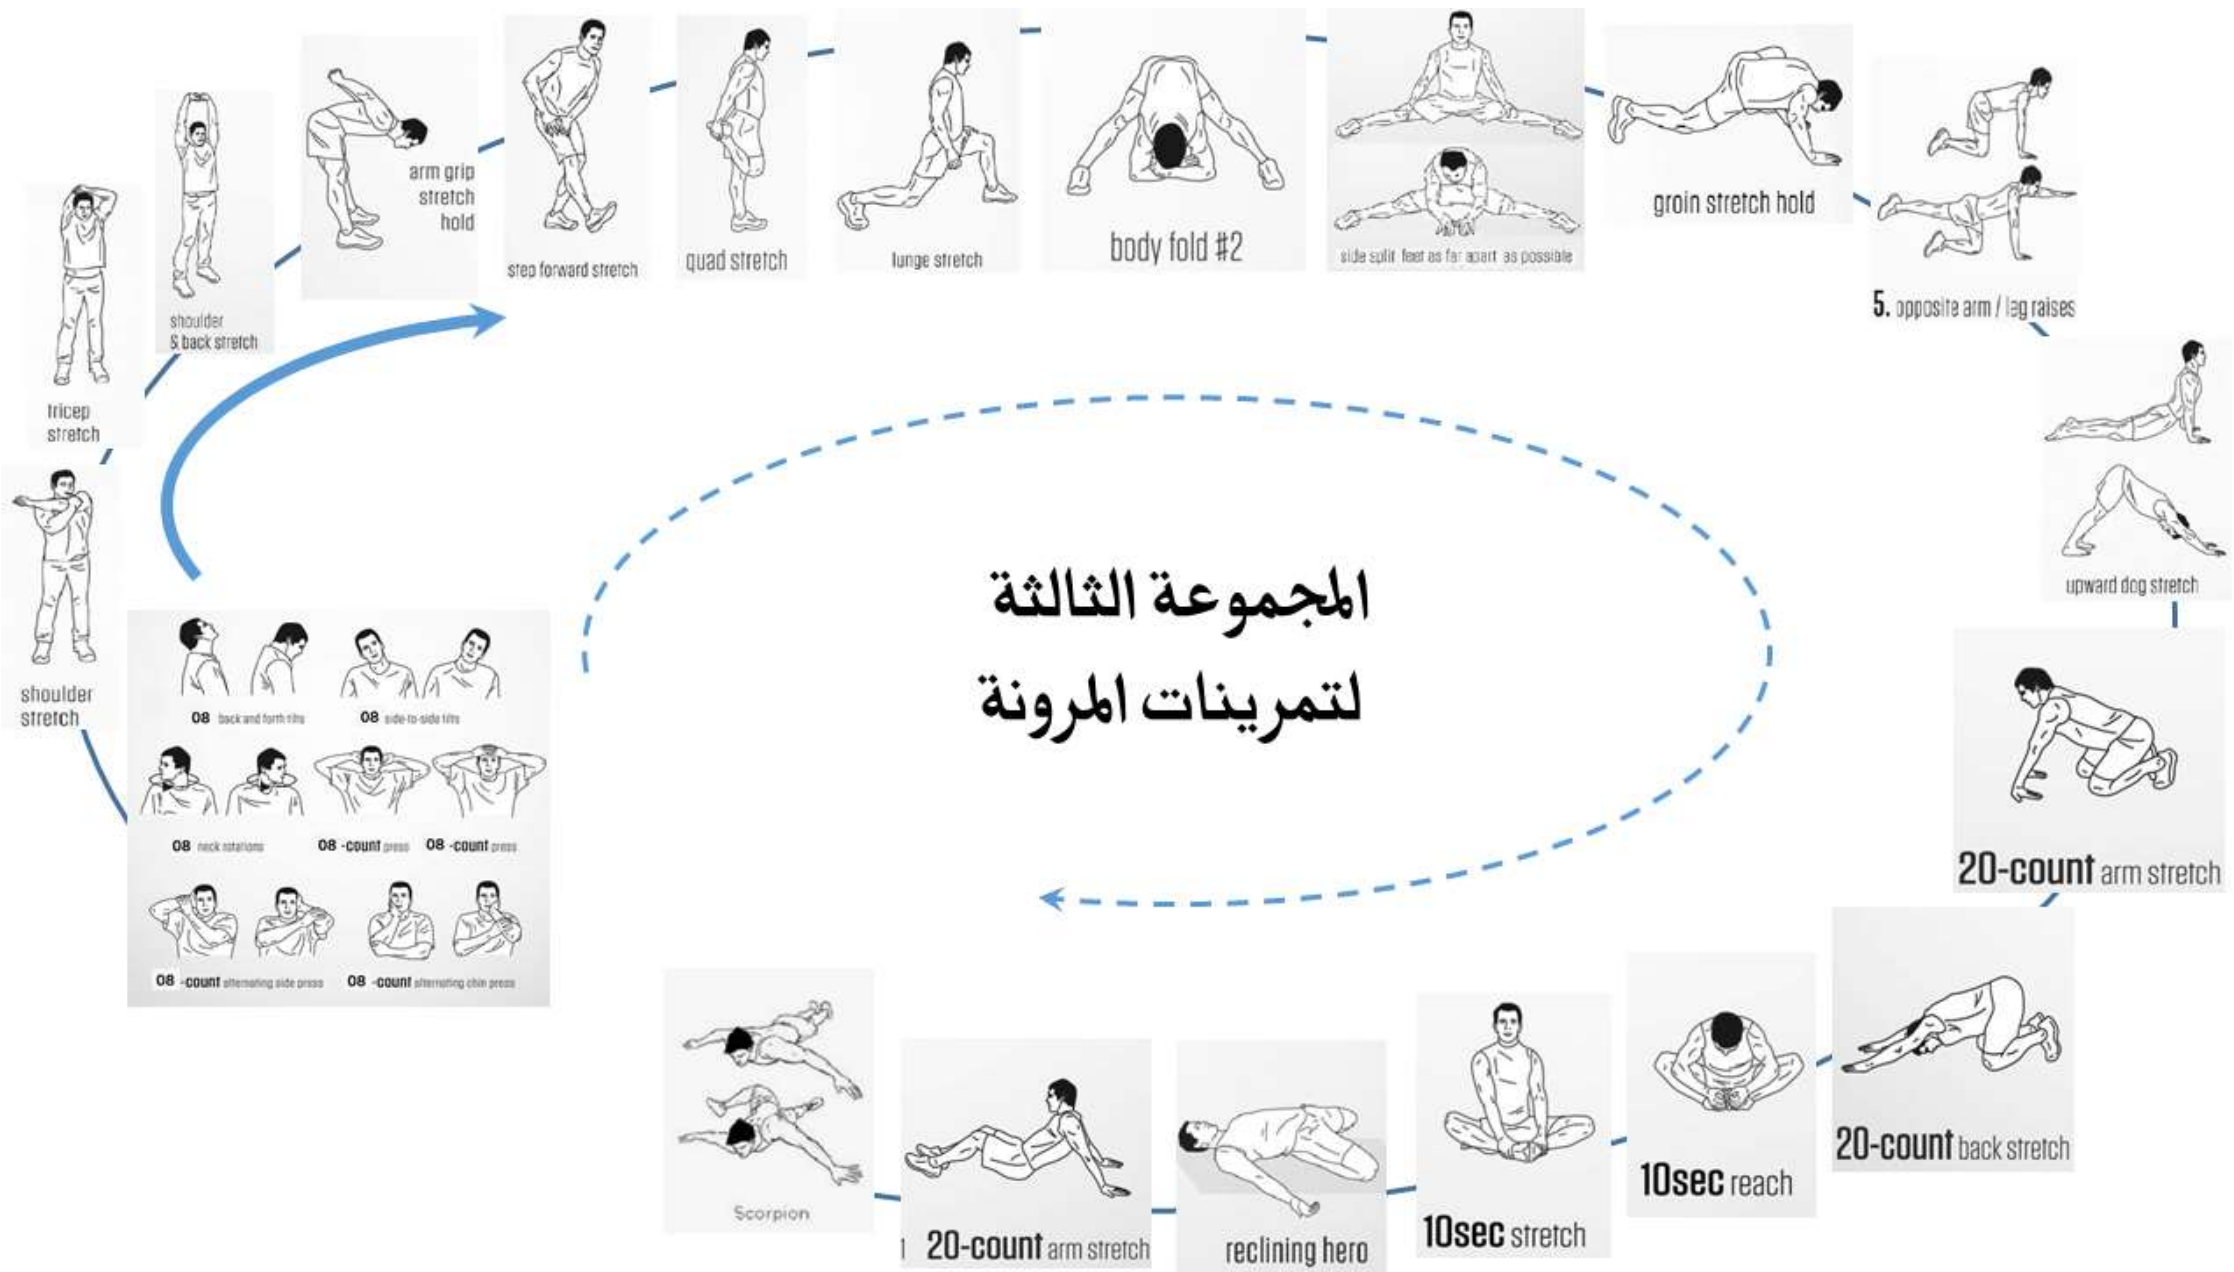 المجموعة الثالثة
لتمرينات المرونة
08 back and forth tilts
08 side-to-side tilts
08 neck rotations
08 -count press
08 -count press
08 -count alternating side press
08 -count alternating chin press
shoulder
stretch
tricep
stretch
shoulder
& back stretch
arm grip
stretch
hold
step forward stretch
quad stretch
lunge stretch
body fold #2
side split feet as far apart as possible
groin stretch hold
5. opposite arm / leg raises
upward dog stretch
20-count arm stretch
20-count back stretch
10sec reach
10sec stretch
reclining hero
20-count arm stretch
Scorpion